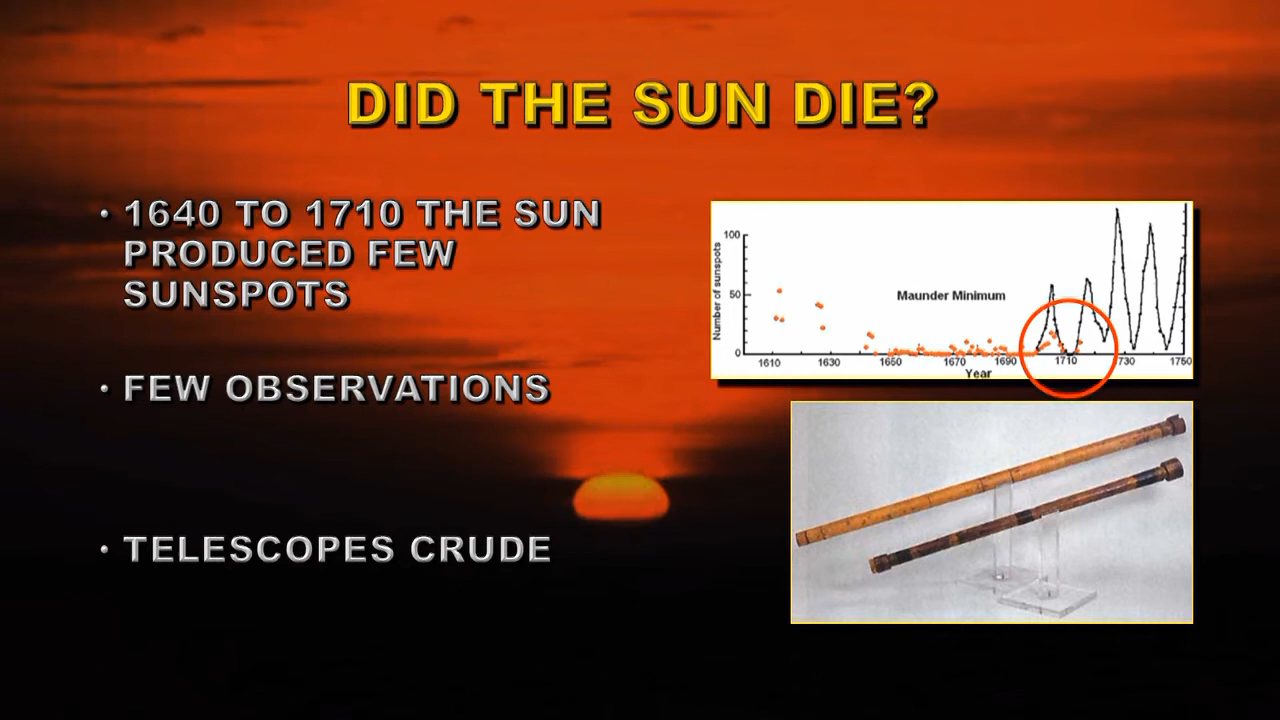 DID THE SUN DIE?
• 1640 TO 1710 THE SUN
PRODUCED FEW
SUNSPOTS
• FEW OBSERVATIONS
• TELESCOPES CRUDE
Number of sunspots
100
50
0
Maunder Minimum
1610 1630 1650 1670 1690 1710 730 1750
Year